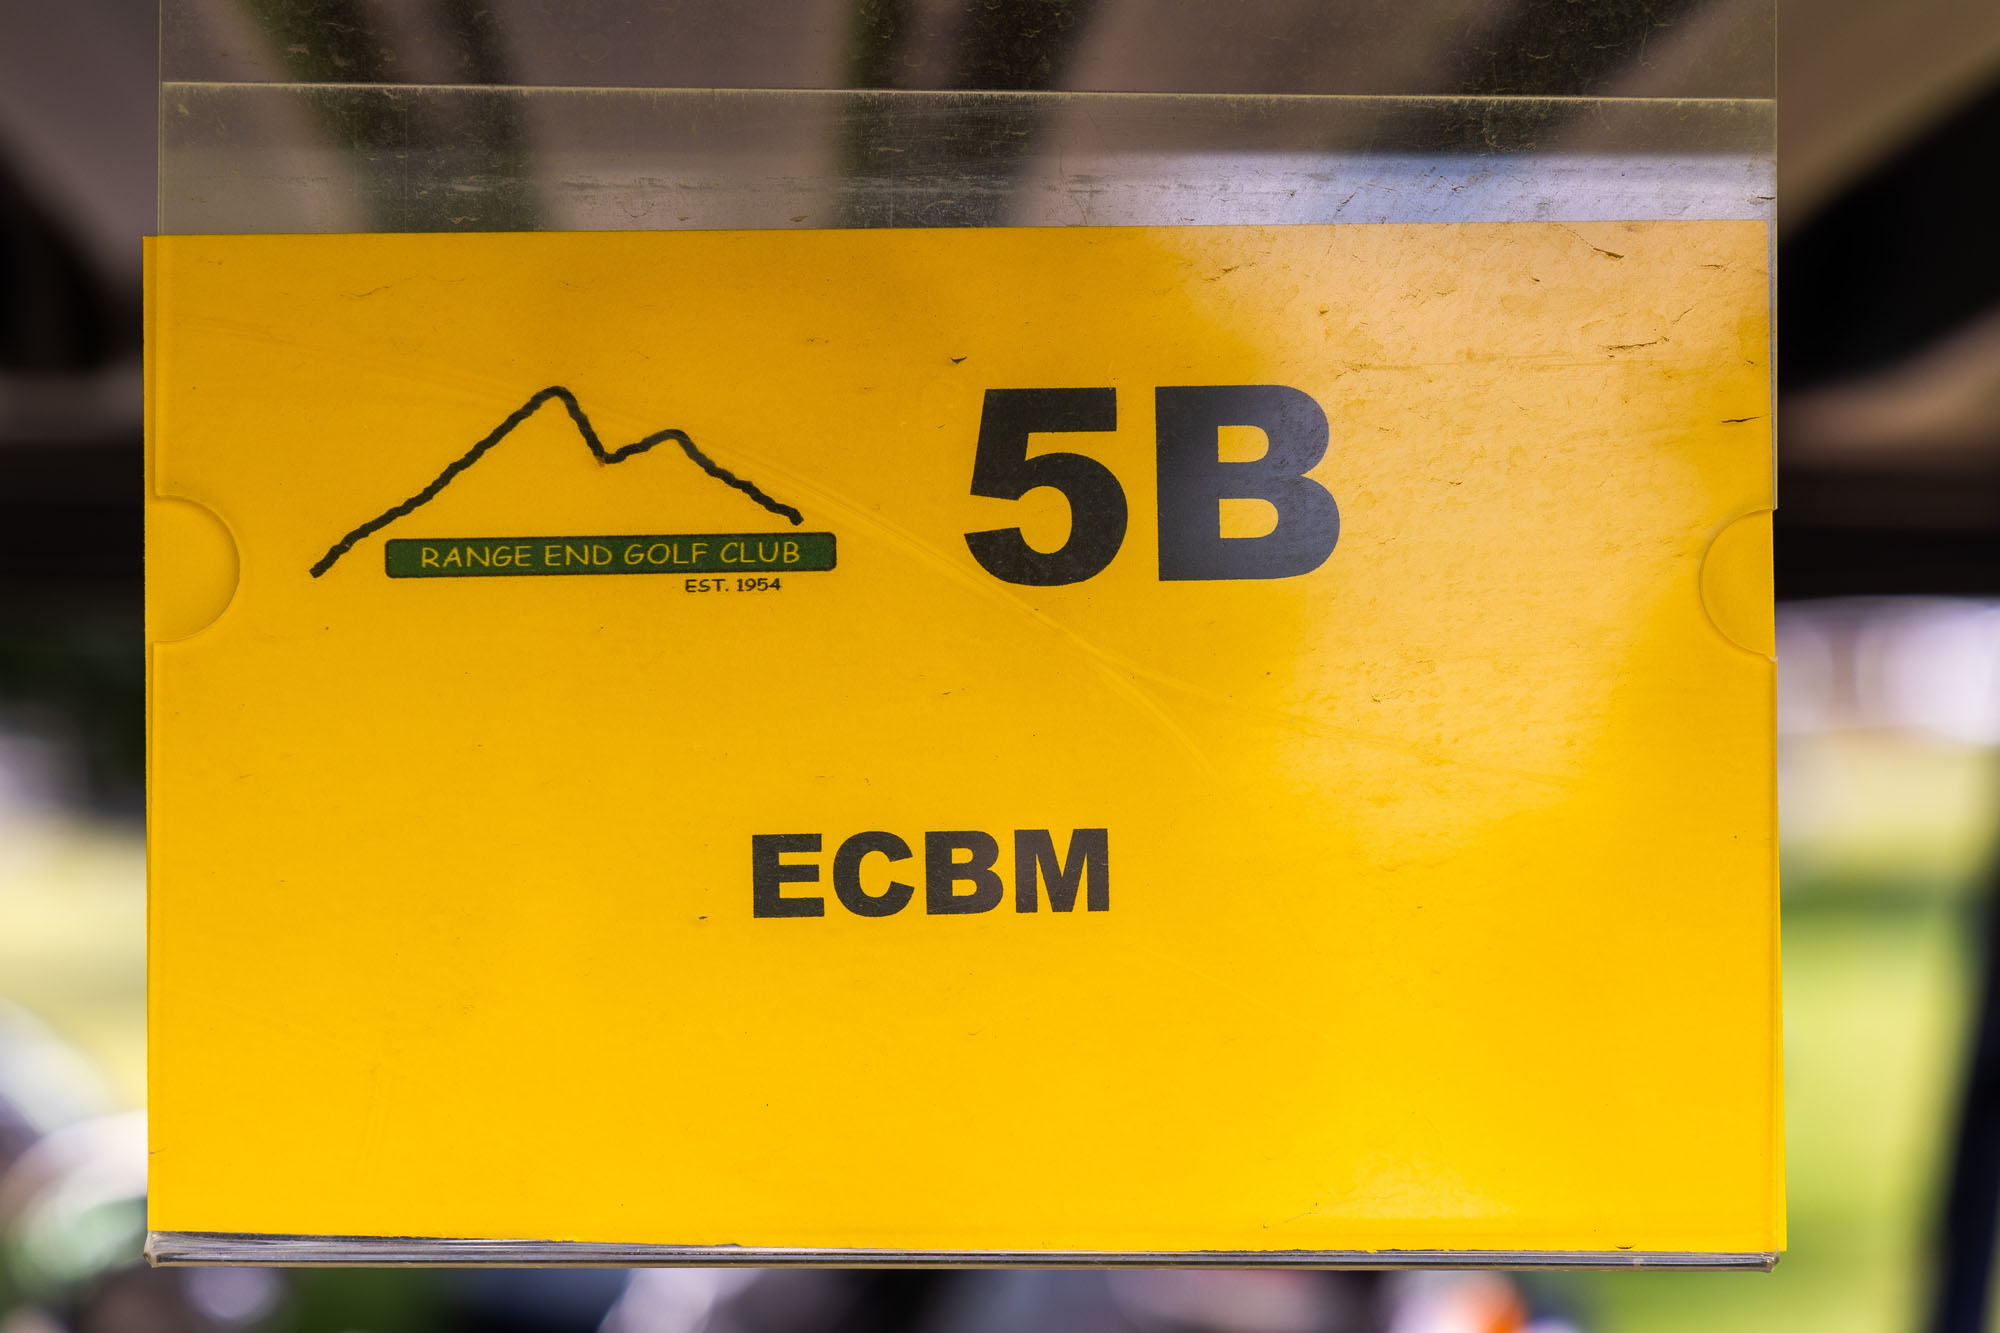 5B
RANGE END GOLF CLUB
EST. 1954
ECBM